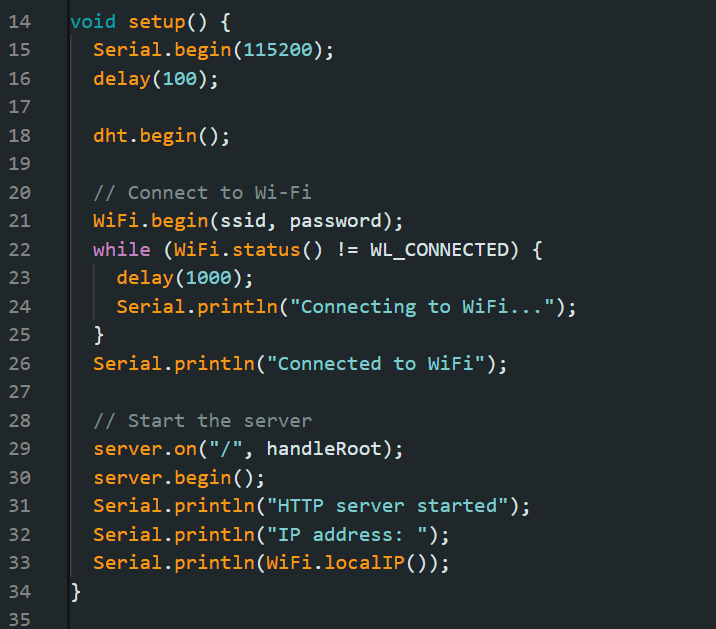 14 void setup() {
15   Serial.begin(115200);
16   delay(100);
17
18   dht.begin();
19
20   // Connect to Wi-Fi
21   WiFi.begin(ssid, password);
22   while (WiFi.status() != WL_CONNECTED) {
23     delay(1000);
24     Serial.println("Connecting to WiFi...");
25   }
26   Serial.println("Connected to WiFi");
27
28   // Start the server
29   server.on("/", handleRoot);
30   server.begin();
31   Serial.println("HTTP server started");
32   Serial.println("IP address: ");
33   Serial.println(WiFi.localIP());
34 }
35